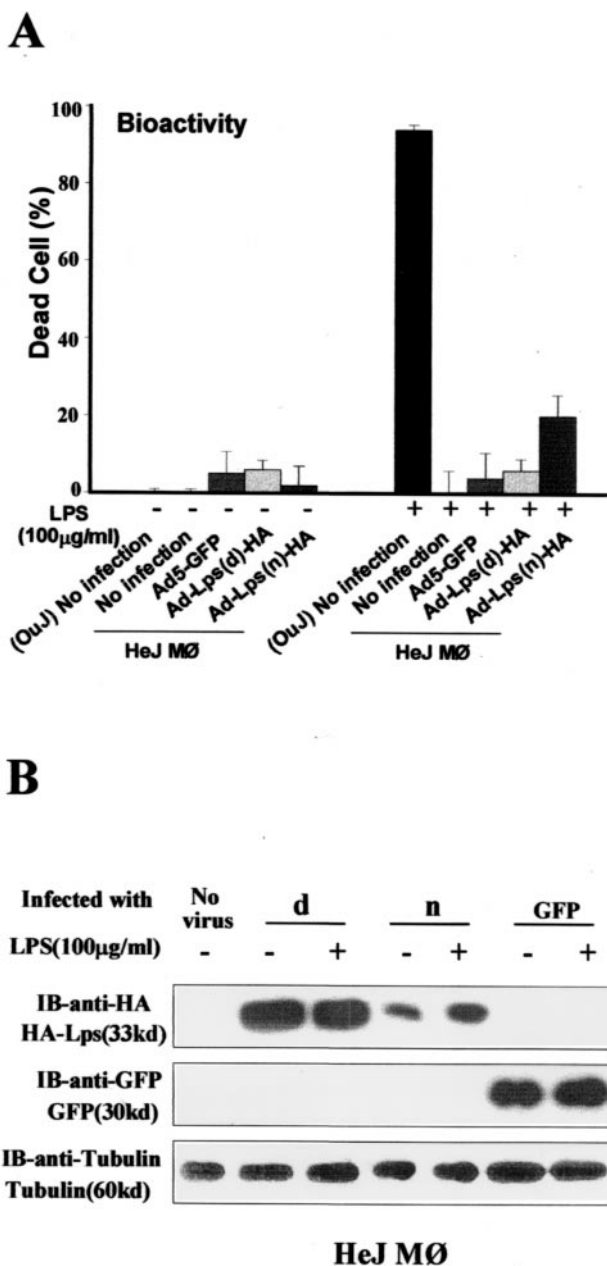 A
Bioactivity
Dead Cell (%)
100
80
60
40
20
0
LPS - - - - - + + + + +
(100µg/ml)
(OuJ) No infection
No infection
Ad5-GFP
Ad-Lps(d)-HA
Ad-Lps(n)-HA
(OuJ) No infection
No infection
Ad5-GFP
Ad-Lps(d)-HA
Ad-Lps(n)-HA
HeJ MØ HeJ MØ
B
Infected with No virus d n GFP
LPS(100µg/ml) - - + - + - +
IB-anti-HA
HA-Lps(33kd)
IB-anti-GFP
GFP(30kd)
IB-anti-Tubulin
Tubulin(60kd)
HeJ MØ